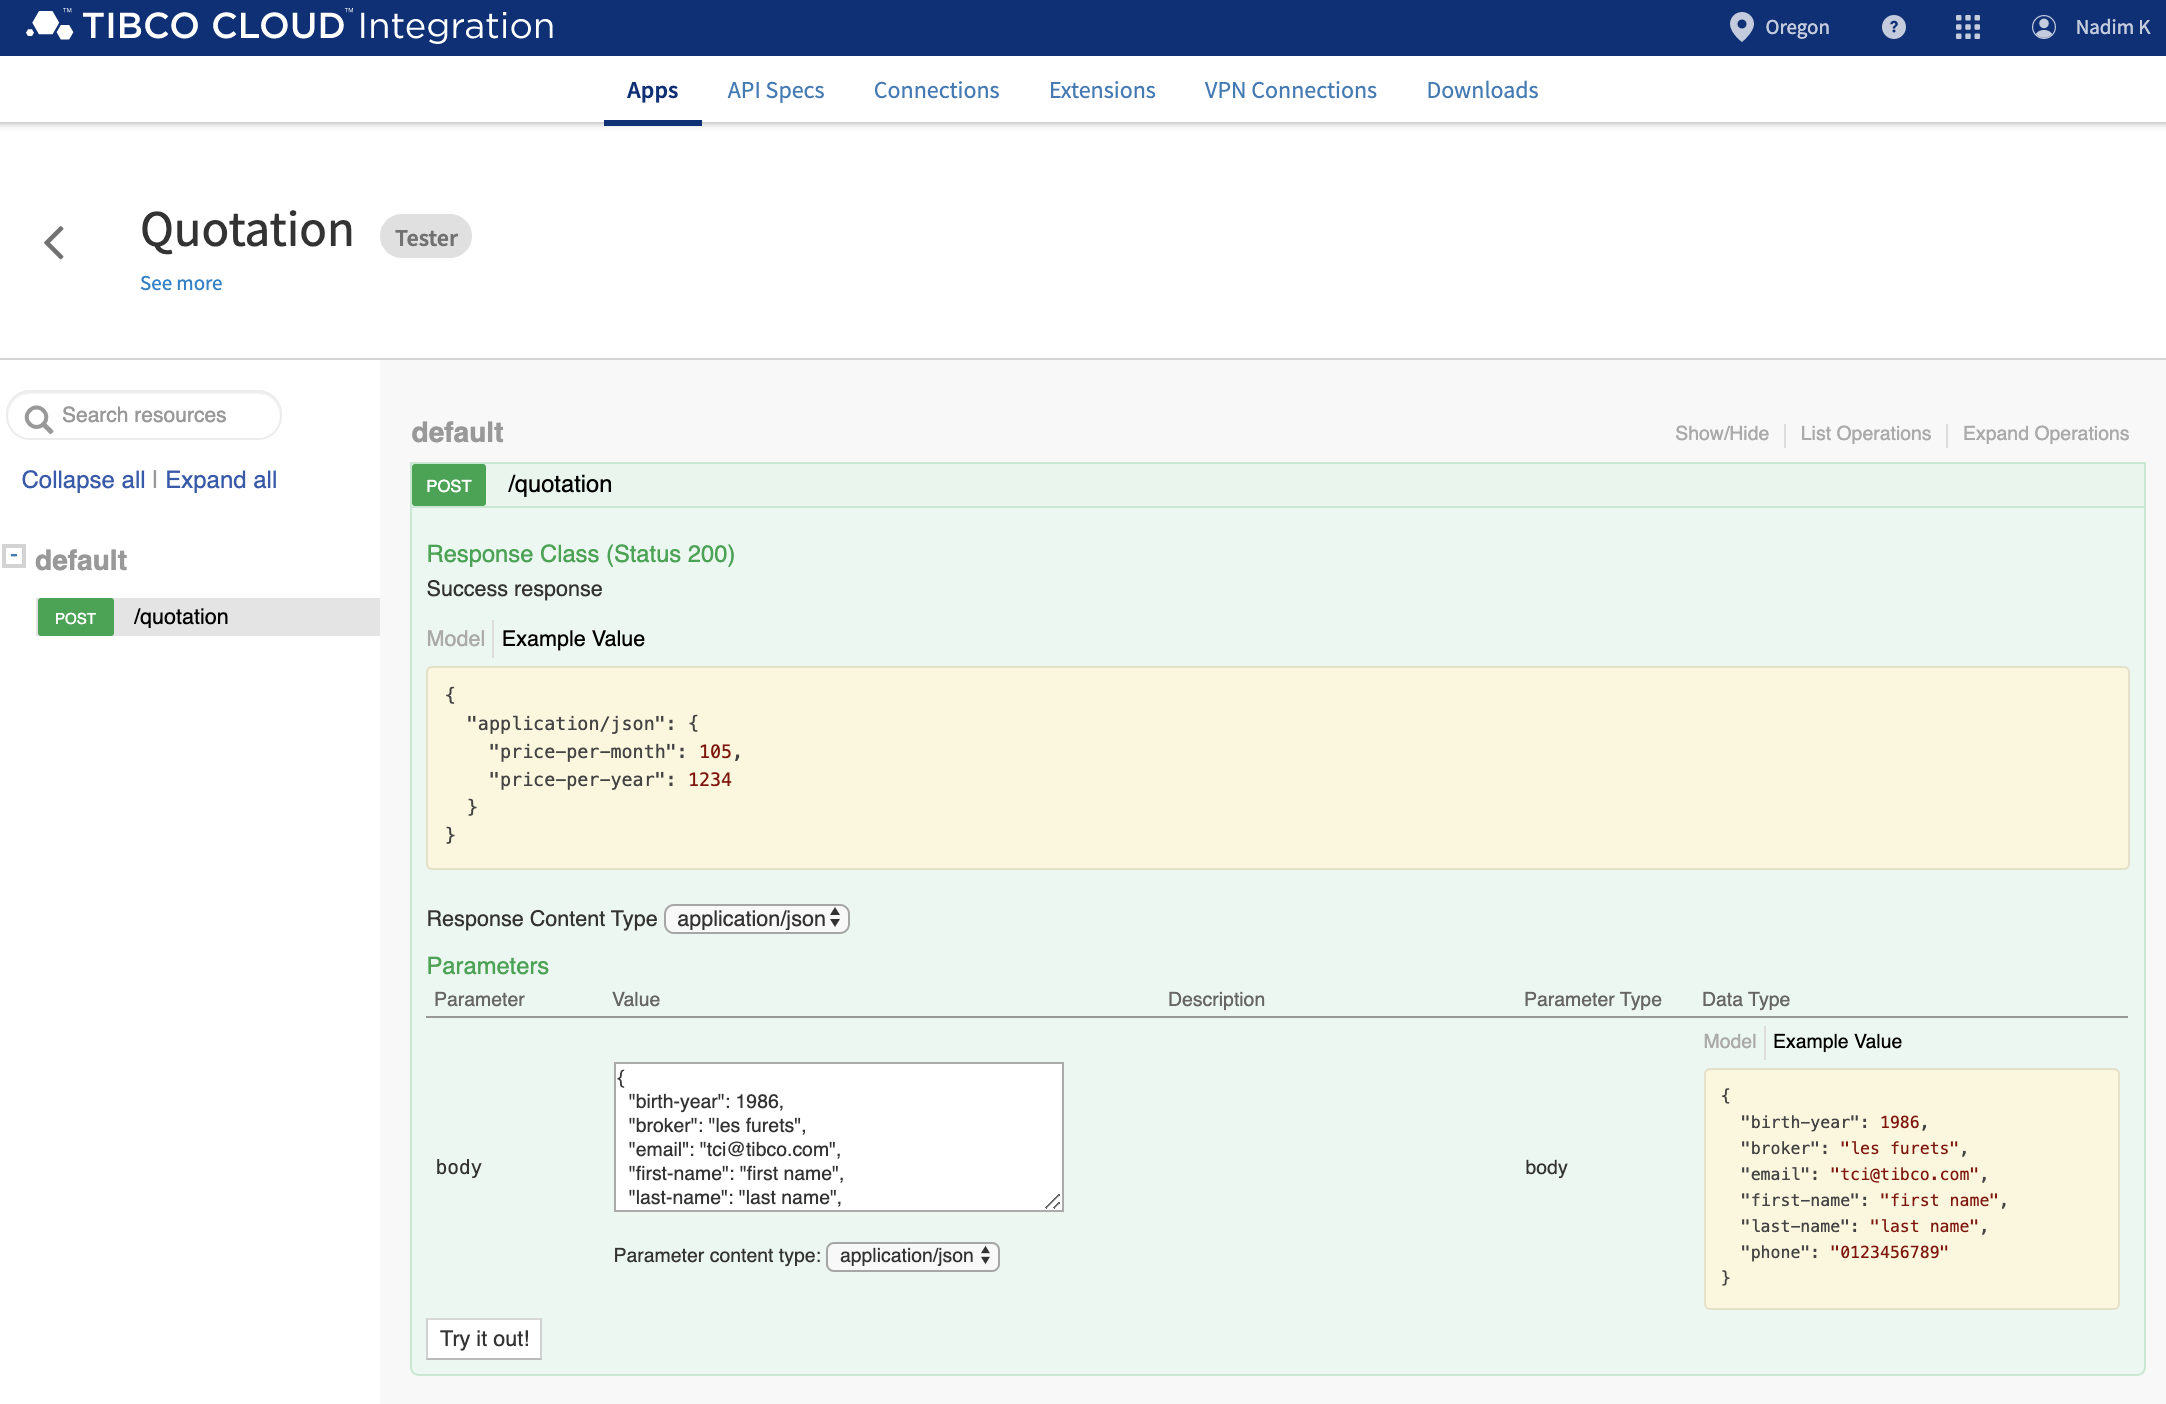 TIBCO CLOUD™ Integration
Oregon
?
Nadim K
Apps
API Specs
Connections
Extensions
VPN Connections
Downloads
Quotation
Tester
See more
Search resources
Collapse all | Expand all
- default
POST /quotation
default
Show/Hide
List Operations
Expand Operations
POST /quotation
Response Class (Status 200)
Success response
Model
Example Value
{
"application/json": {
"price-per-month": 105,
"price-per-year": 1234
}
}
Response Content Type application/json
Parameters
Parameter
Value
Description
Parameter Type
Data Type
body
{
"birth-year": 1986,
"broker": "les furets",
"email": "tci@tibco.com",
"first-name": "first name",
"last-name": "last name",
Parameter content type: application/json
body
Model
Example Value
{
"birth-year": 1986,
"broker": "les furets",
"email": "tci@tibco.com",
"first-name": "first name",
"last-name": "last name",
"phone": "0123456789"
}
Try it out!